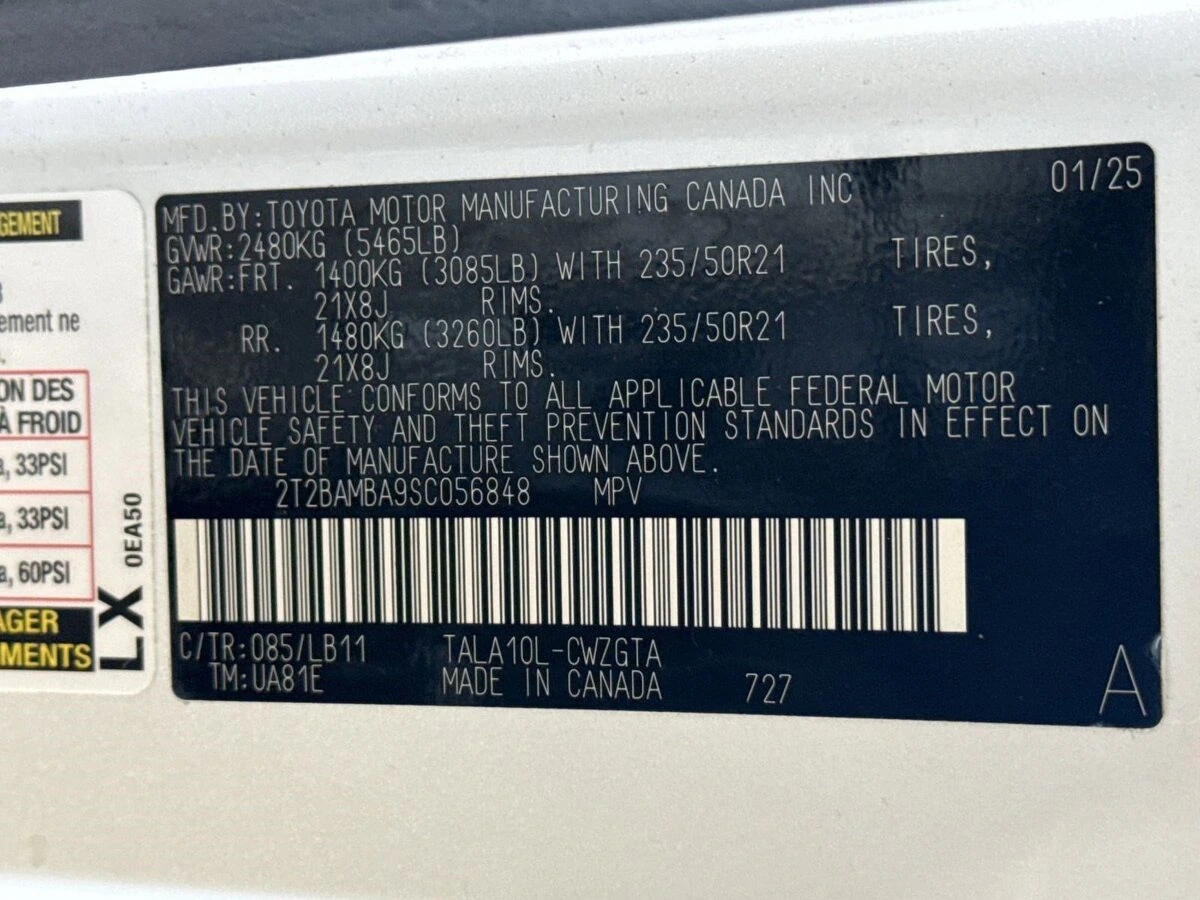 GEMENT
ement ne
ON DES
À FROID
, 33PSI
a, 33PSI
a, 60PSI
AGER
MENTS
LX 0EA50
01/25
MFD.BY:TOYOTA MOTOR MANUFACTURING CANADA INC
GVWR:2480KG (5465LB)
GAWR:FRT. 1400KG (3085LB) WITH 235/50R21 TIRES,
21X8J RIMS.
RR. 1480KG (3260LB) WITH 235/50R21 TIRES,
21X8J RIMS.
THIS VEHICLE CONFORMS TO ALL APPLICABLE FEDERAL MOTOR
VEHICLE SAFETY AND THEFT PREVENTION STANDARDS IN EFFECT ON
THE DATE OF MANUFACTURE SHOWN ABOVE.
2T2BAMBA9SC056848 MPV
C/TR:085/LB11 TALA10L-CWZGTA
TM:UA81E MADE IN CANADA 727
A